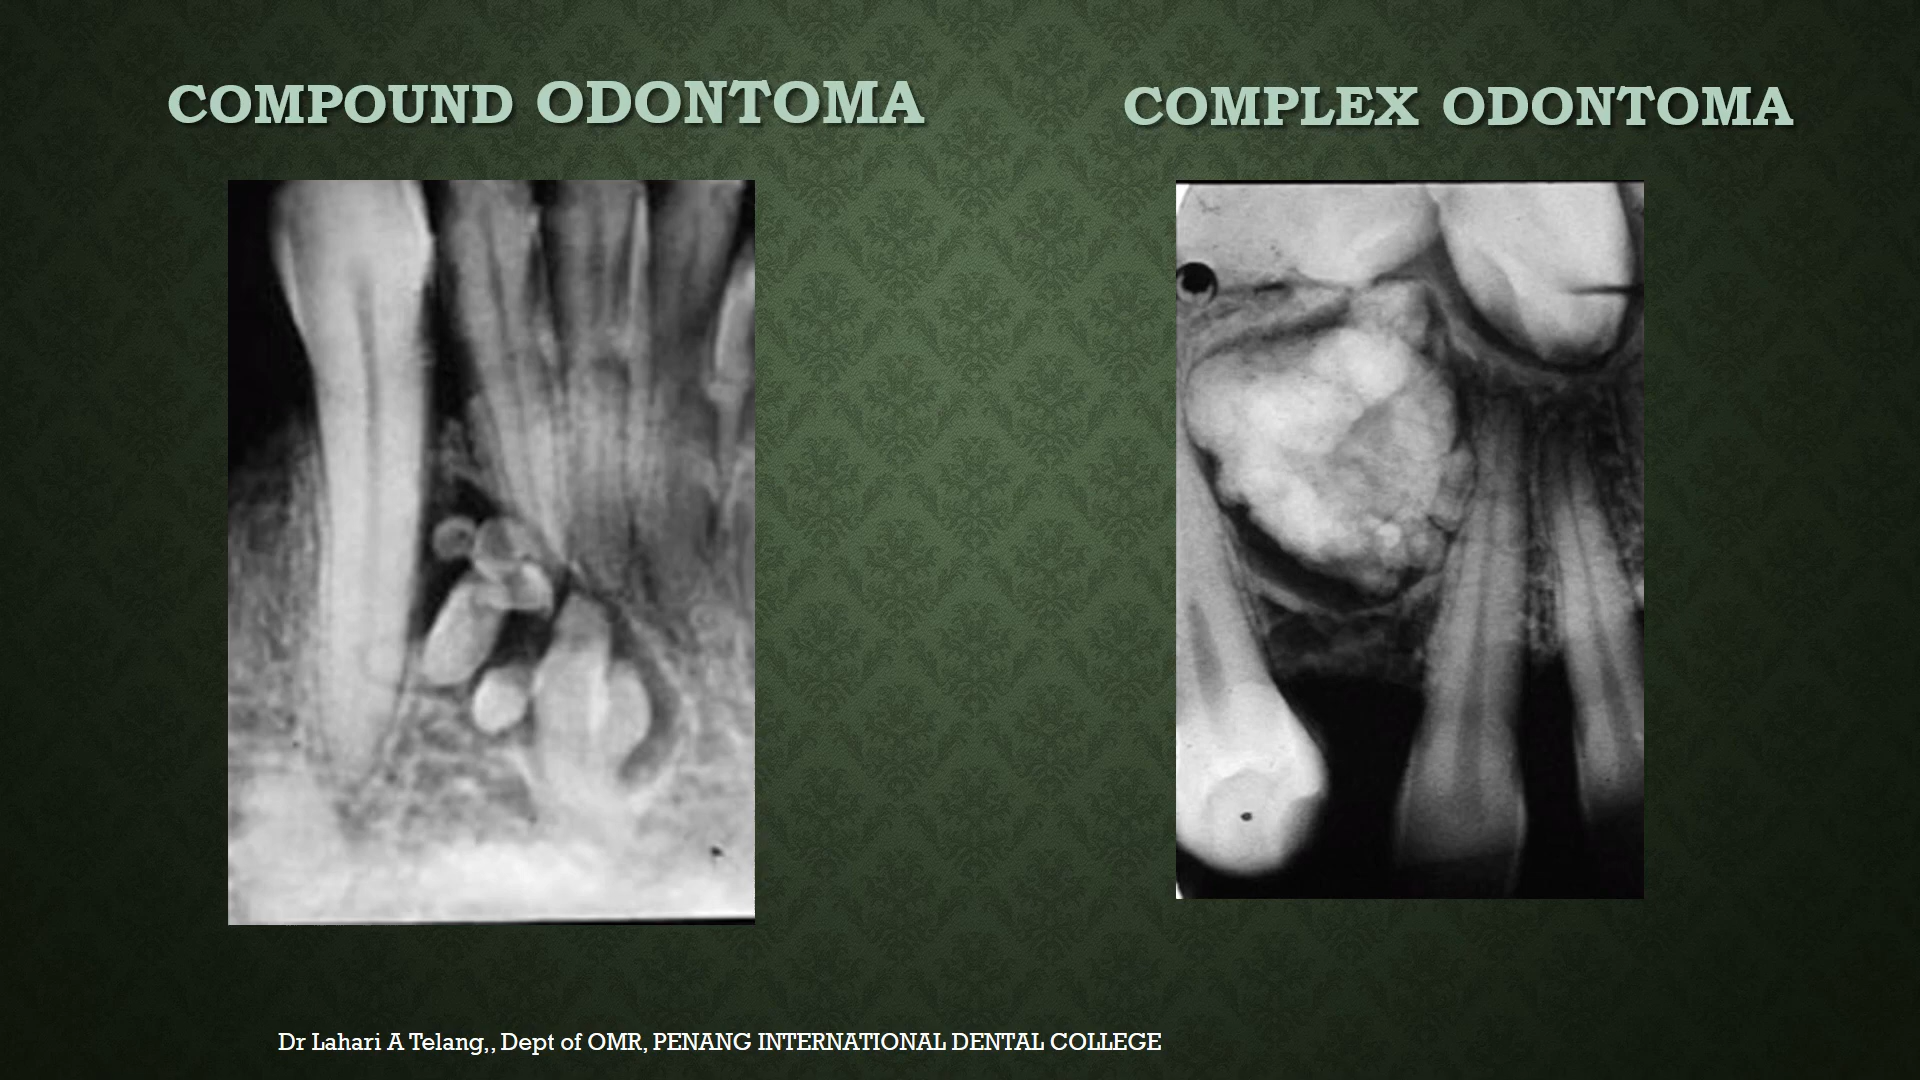 COMPOUND ODONTOMA
COMPLEX ODONTOMA
Dr Lahari A Telang,, Dept of OMR, PENANG INTERNATIONAL DENTAL COLLEGE